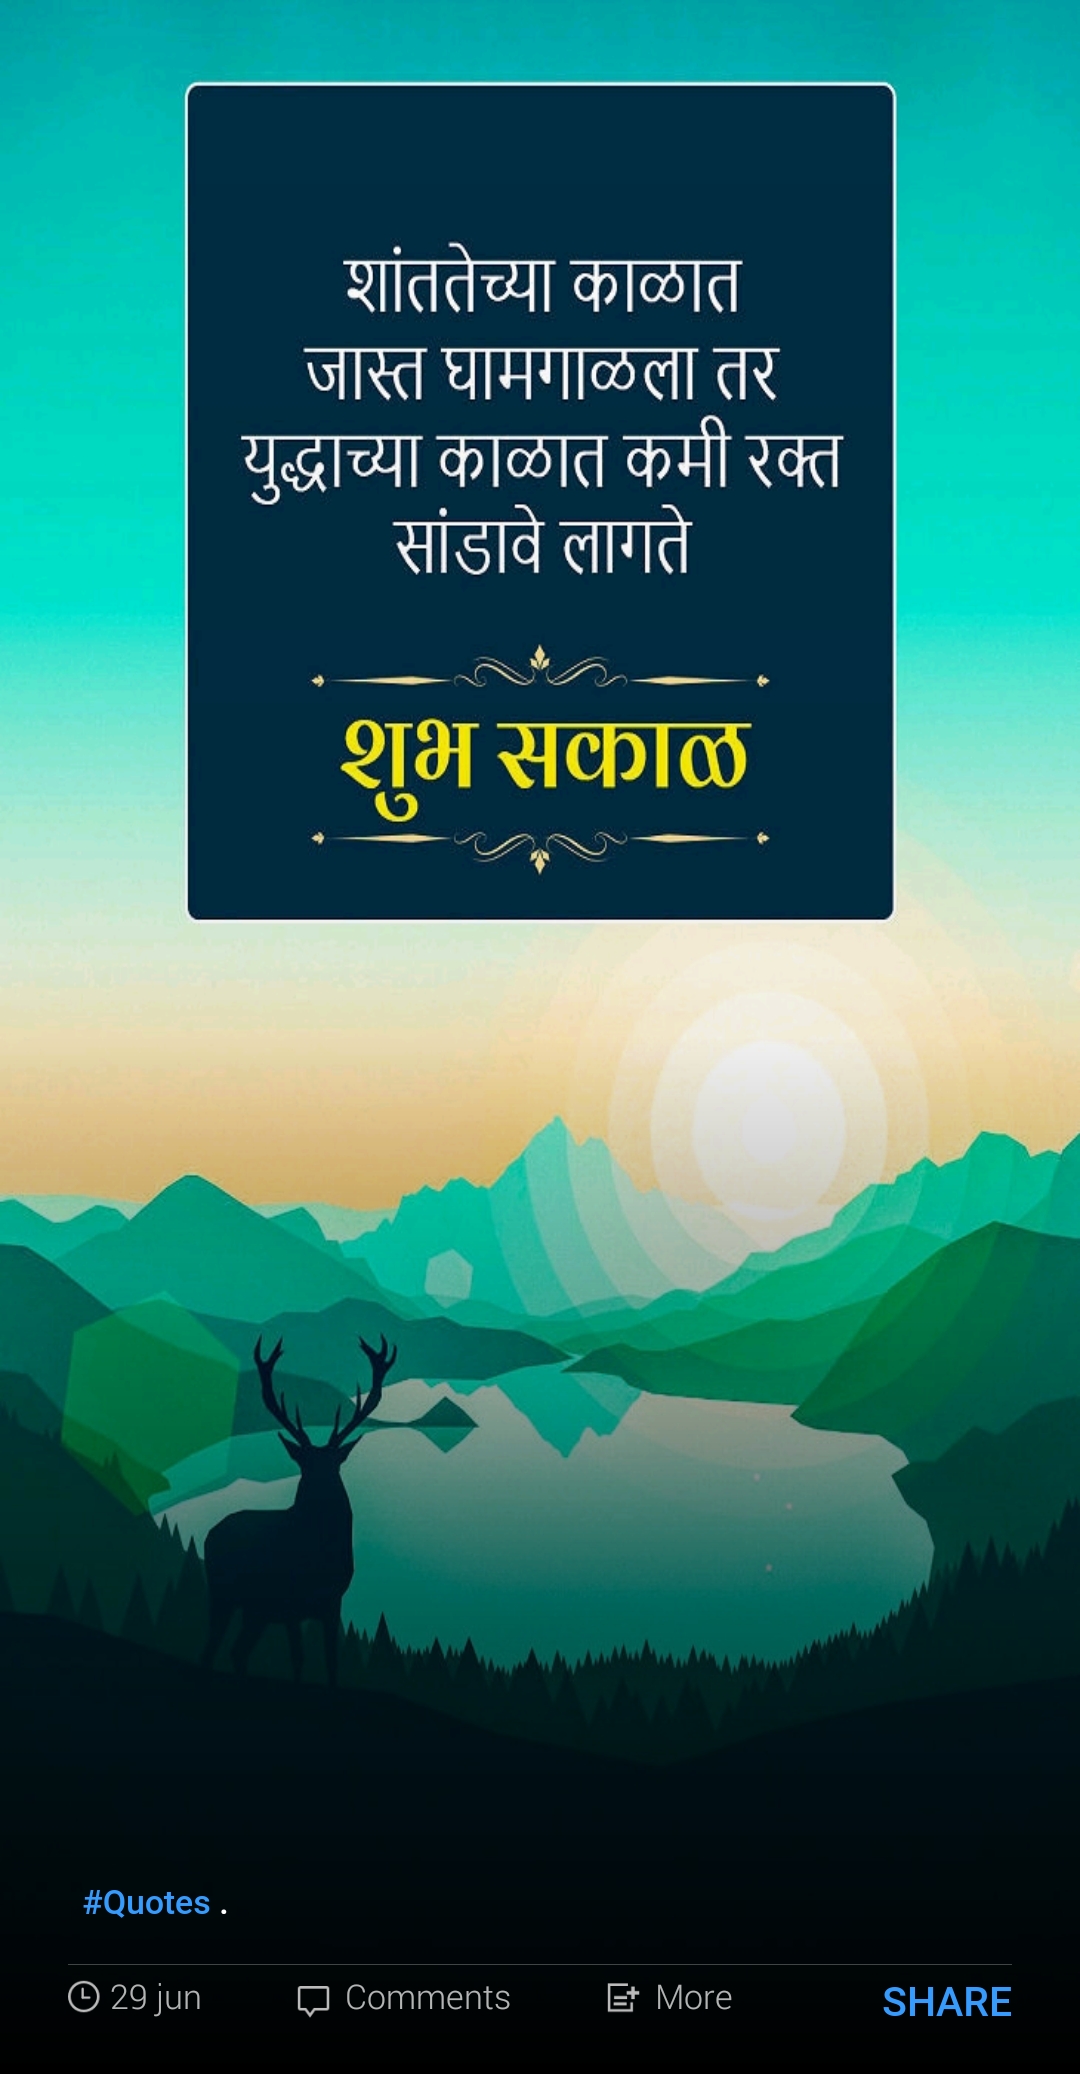 शांततेच्या काळात
जास्त घामगाळला तर
युद्धाच्या काळात कमी रक्त
सांडावे लागते
शुभ सकाळ
#Quotes .
29 jun
Comments
More
SHARE